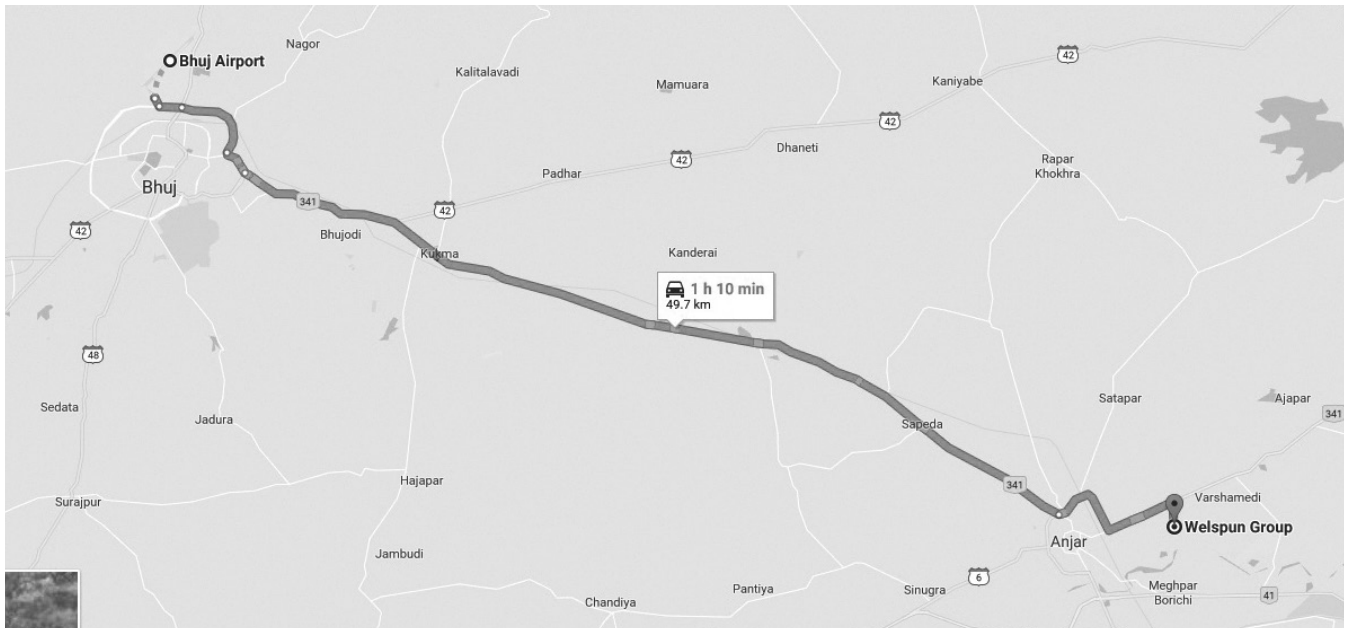 Nagor
42
Bhuj Airport
Kalitalavadi
Kaniyabe
Mamuara
42
Dhaneti
42
Rapar
Khokhra
Padhar
Bhuj
341
42
42
Bhujodi
Kukma
Kanderai
1 h 10 min
49.7 km
48
Satapar
Ajapar
Sedata
341
Jadura
Sapeda
Hajapar
341
Surajpur
Varshamedi
Welspun Group
Anjar
Jambudi
6
Pantiya
Sinugra
Meghpar
Borichi
41
Chandiya